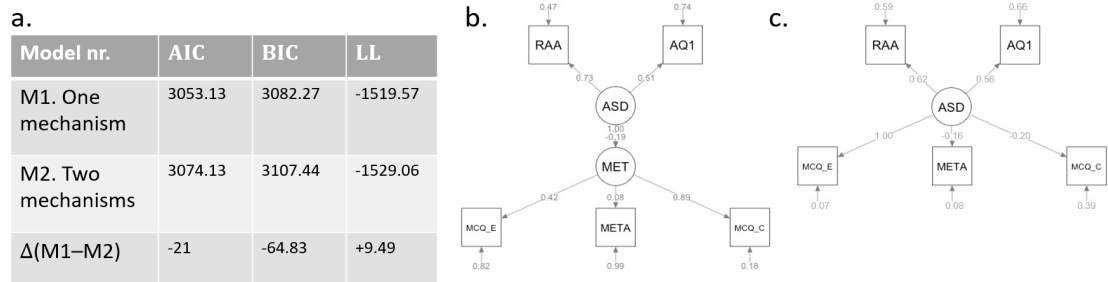 a.
Model nr. AIC BIC LL
M1. One mechanism 3053.13 3082.27 -1519.57
M2. Two mechanisms 3074.13 3107.44 -1529.06
Δ(M1–M2) -21 -64.83 +9.49
b.
0.47 0.74
RAA AQ1
0.73 0.51
ASD
1.00
-0.19
MET
0.42 0.08 0.89
MCQ_E META MCQ_C
0.82 0.99 0.18
c.
0.59 0.66
RAA AQ1
0.62 0.56
ASD
1.00 -0.16 -0.20
MCQ_E META MCQ_C
0.07 0.08 0.39